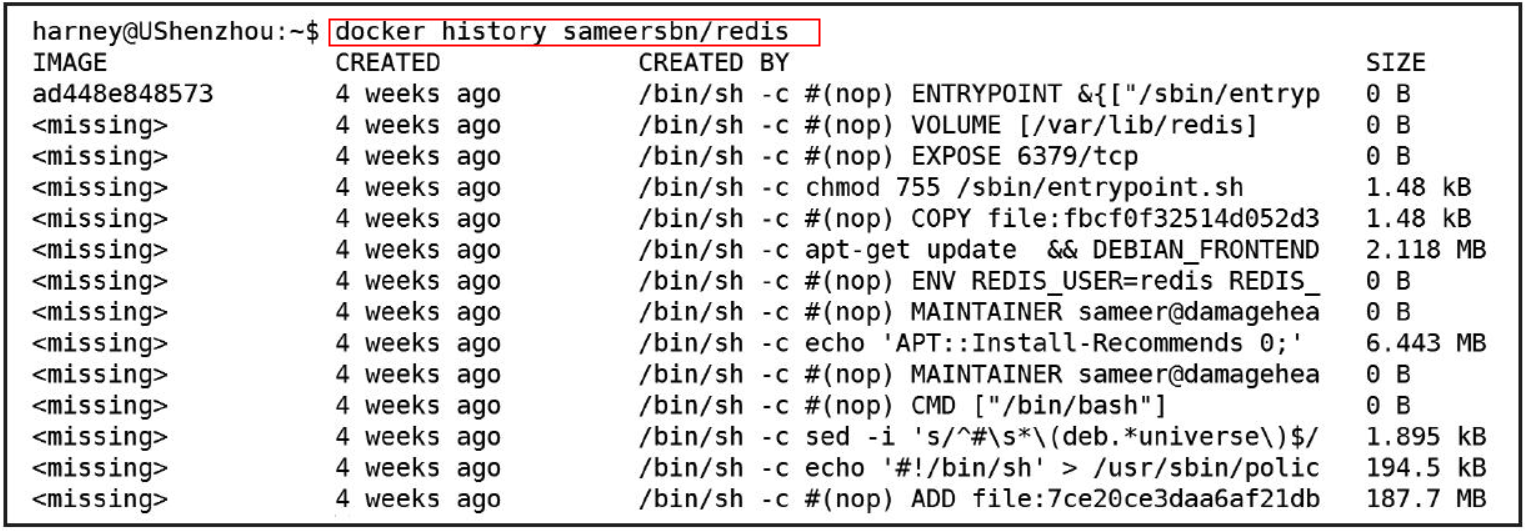 harney@UShenzhou:~$ docker history sameersbn/redis
IMAGE CREATED CREATED BY SIZE
ad448e848573 4 weeks ago /bin/sh -c #(nop) ENTRYPOINT &{["/sbin/entryp 0 B
<missing> 4 weeks ago /bin/sh -c #(nop) VOLUME [/var/lib/redis] 0 B
<missing> 4 weeks ago /bin/sh -c #(nop) EXPOSE 6379/tcp 0 B
<missing> 4 weeks ago /bin/sh -c chmod 755 /sbin/entrypoint.sh 1.48 kB
<missing> 4 weeks ago /bin/sh -c #(nop) COPY file:fbcf0f32514d052d3 1.48 kB
<missing> 4 weeks ago /bin/sh -c apt-get update  && DEBIAN_FRONTEND 2.118 MB
<missing> 4 weeks ago /bin/sh -c #(nop) ENV REDIS_USER=redis REDIS_ 0 B
<missing> 4 weeks ago /bin/sh -c #(nop) MAINTAINER sameer@damagehea 0 B
<missing> 4 weeks ago /bin/sh -c echo 'APT::Install-Recommends 0;' 6.443 MB
<missing> 4 weeks ago /bin/sh -c #(nop) MAINTAINER sameer@damagehea 0 B
<missing> 4 weeks ago /bin/sh -c #(nop) CMD ["/bin/bash"] 0 B
<missing> 4 weeks ago /bin/sh -c sed -i 's/^#\s*\(deb.*universe\)$/ 1.895 kB
<missing> 4 weeks ago /bin/sh -c echo '#!/bin/sh' > /usr/sbin/polic 194.5 kB
<missing> 4 weeks ago /bin/sh -c #(nop) ADD file:7ce20ce3daa6af21db 187.7 MB